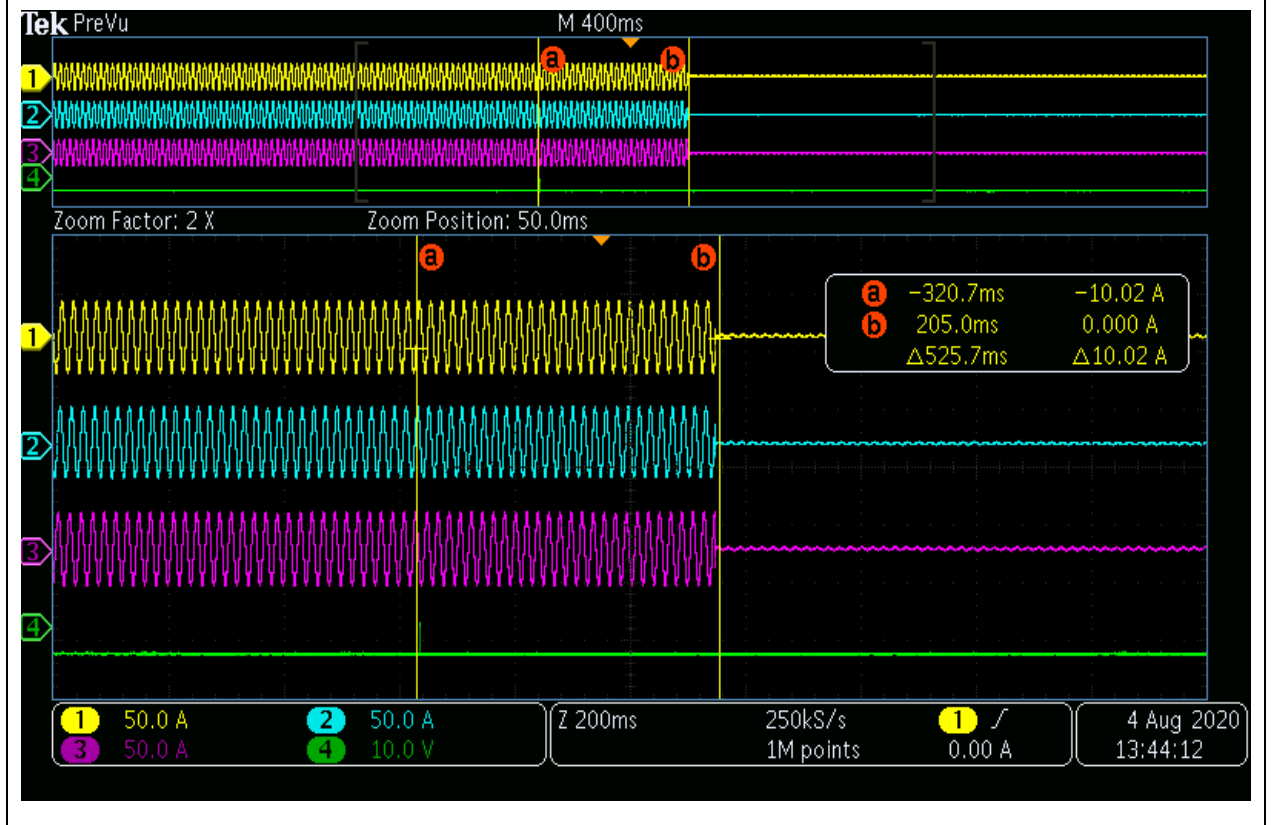 Tek PreVu M 400ms
a b
1
2
3
4
Zoom Factor: 2 X Zoom Position: 50.0ms
a b
a -320.7ms -10.02 A
b 205.0ms 0.000 A
Δ525.7ms Δ10.02 A
1
2
3
4
1 50.0 A 2 50.0 A Z 200ms 250kS/s 1 4 Aug 2020
3 50.0 A 4 10.0 V 1M points 0.00 A 13:44:12